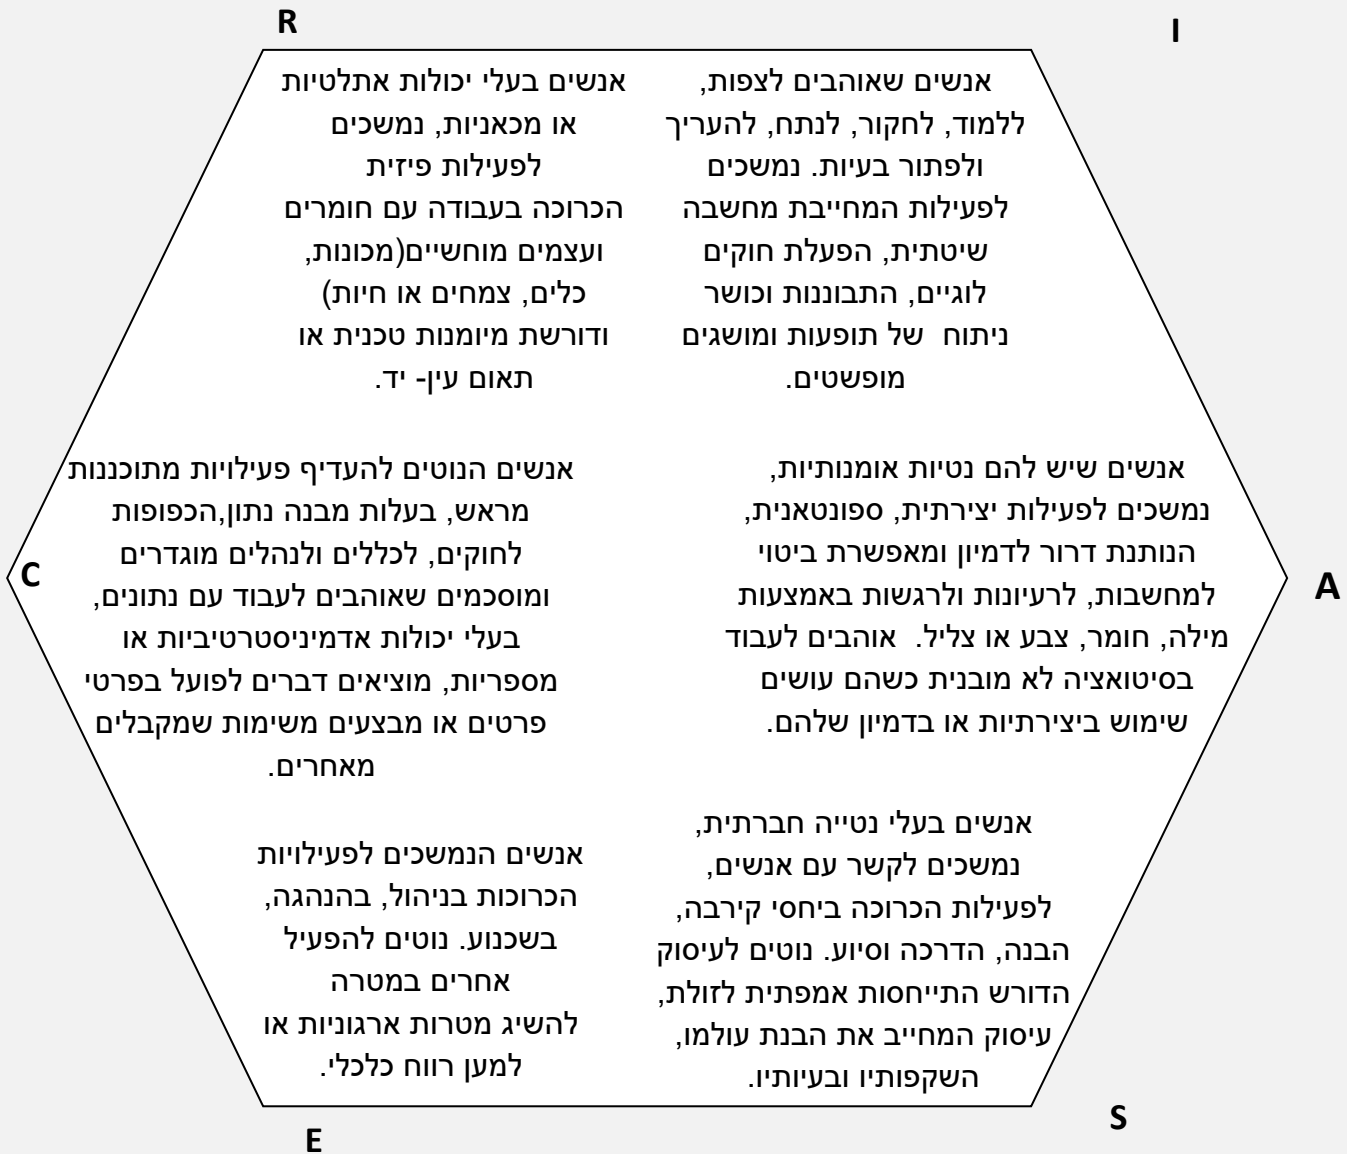 R
I
אנשים בעלי יכולות אתלטיות
או מכאניות, נמשכים
לפעילות פיזית
הכרוכה בעבודה עם חומרים
ועצמים מוחשיים(מכונות,
כלים, צמחים או חיות)
ודורשת מיומנות טכנית או
תאום עין- יד.
אנשים שאוהבים לצפות,
ללמוד, לחקור, לנתח, להעריך
ולפתור בעיות. נמשכים
לפעילות המחייבת מחשבה
שיטתית, הפעלת חוקים
לוגיים, התבוננות וכושר
ניתוח של תופעות ומושגים
מופשטים.
C
אנשים הנוטים להעדיף פעילויות מתוכננות
מראש, בעלות מבנה נתון,הכפופות
לחוקים, לכללים ולנהלים מוגדרים
ומוסכמים שאוהבים לעבוד עם נתונים,
בעלי יכולות אדמיניסטרטיביות או
מספריות, מוציאים דברים לפועל בפרטי
פרטים או מבצעים משימות שמקבלים
מאחרים.
אנשים שיש להם נטיות אומנותיות,
נמשכים לפעילות יצירתית, ספונטאנית,
הנותנת דרור לדמיון ומאפשרת ביטוי
למחשבות, לרעיונות ולרגשות באמצעות
מילה, חומר, צבע או צליל. אוהבים לעבוד
בסיטואציה לא מובנית כשהם עושים
שימוש ביצירתיות או בדמיון שלהם.
A
אנשים הנמשכים לפעילויות
הכרוכות בניהול, בהנהגה,
בשכנוע. נוטים להפעיל
אחרים במטרה
להשיג מטרות ארגוניות או
למען רווח כלכלי.
אנשים בעלי נטייה חברתית,
נמשכים לקשר עם אנשים,
לפעילות הכרוכה ביחסי קירבה,
הבנה, הדרכה וסיוע. נוטים לעיסוק
הדורש התייחסות אמפתית לזולת,
עיסוק המחייב את הבנת עולמו,
השקפותיו ובעיותיו.
E
S